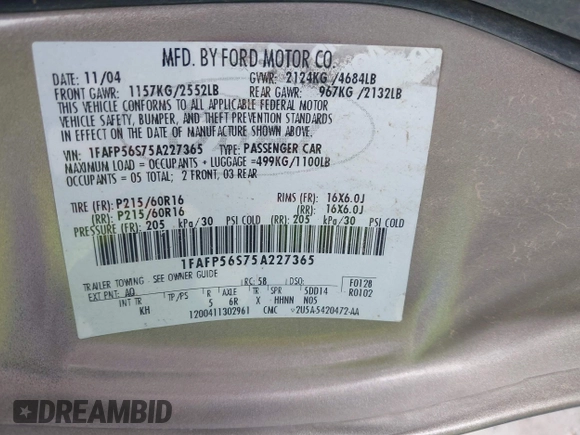 MFD. BY FORD MOTOR CO.
DATE: 11/04 GVWR: 2124KG /4684LB
FRONT GAWR: 1157KG/2552LB REAR GAWR: 967KG /2132LB
THIS VEHICLE CONFORMS TO ALL APPLICABLE FEDERAL MOTOR
VEHICLE SAFETY, BUMPER, AND THEFT PREVENTION STANDARDS
IN EFFECT ON THE DATE OF MANUFACTURE SHOWN ABOVE.
VIN: 1FAFP56S75A227365 TYPE: PASSENGER CAR
MAXIMUM LOAD = OCCUPANTS + LUGGAGE =499KG/1100LB
OCCUPANTS = 05 TOTAL; 2 FRONT, 03 REAR
TIRE (FR): P215/60R16 RIMS (FR): 16X6.0J
(RR): P215/60R16 (RR): 16X6.0J
PRESSURE (FR): 205 kPa/30 PSI COLD (RR): 205 kPa/30 PSI COLD
1FAFP56S75A227365
TRAILER TOWING - SEE OWNER GUIDE
EXT PNT: AQ RC: 58 DSO: F0128
INT TR TP/PS R AXLE TR SPR 5DD14 R0102
KH 5 6R X HHNN N05
1200411302961 CMC 2U5A-5420472-AA
DREAMBID